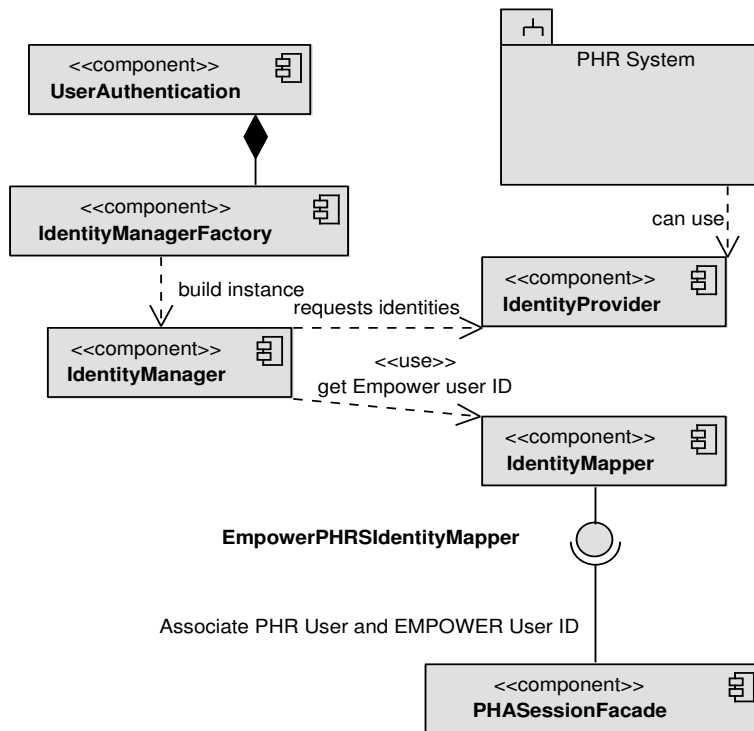 PHR System
<<component>>
UserAuthentication
<<component>>
IdentityManagerFactory
can use
build instance
<<component>>
IdentityProvider
requests identities
<<component>>
IdentityManager
<<use>>
get Empower user ID
<<component>>
IdentityMapper
EmpowerPHRSIdentityMapper
Associate PHR User and EMPOWER User ID
<<component>>
PHASessionFacade